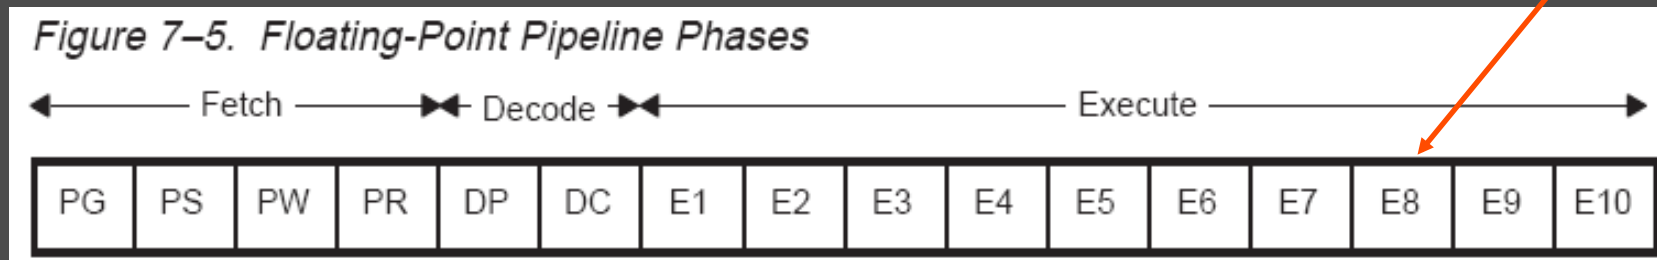 Figure 7–5. Floating-Point Pipeline Phases
Fetch Decode Execute
PG PS PW PR DP DC E1 E2 E3 E4 E5 E6 E7 E8 E9 E10